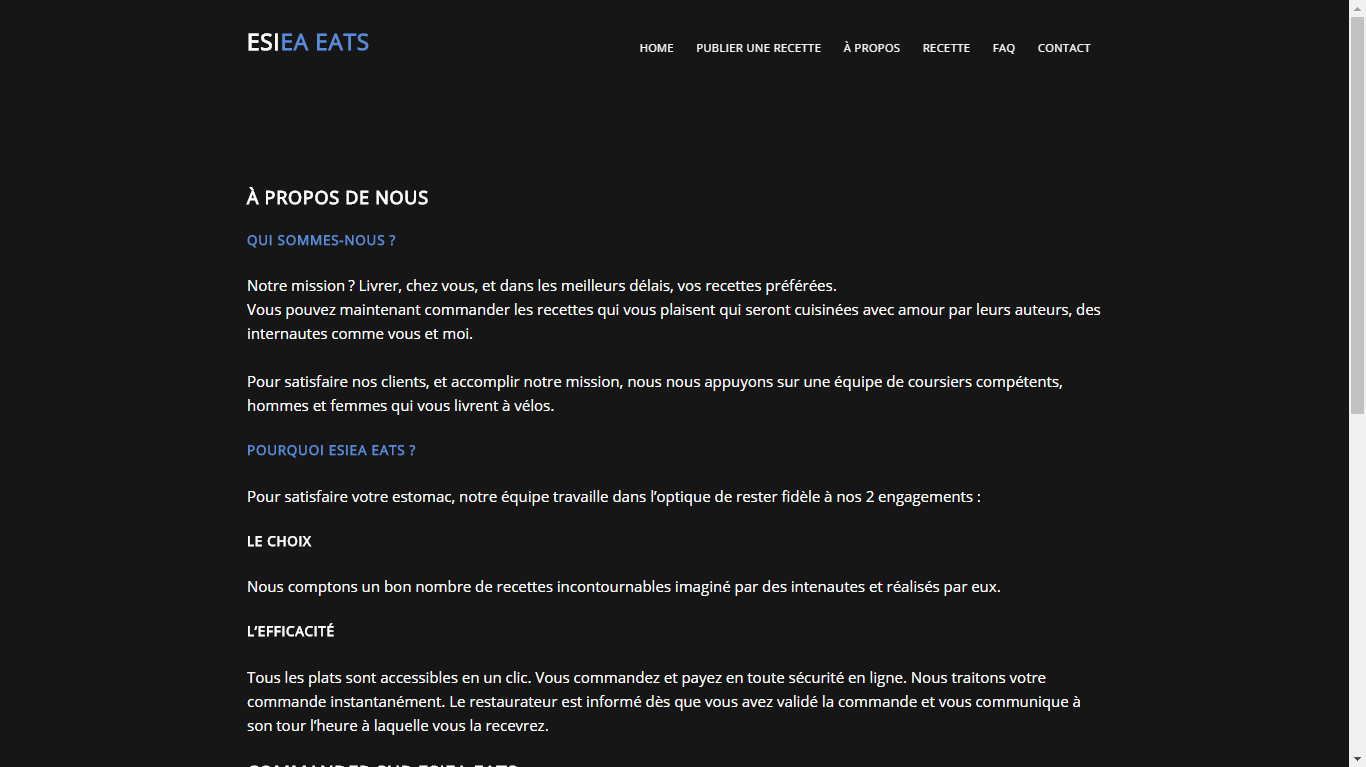 ESIEA EATS
HOME PUBLIER UNE RECETTE À PROPOS RECETTE FAQ CONTACT
À PROPOS DE NOUS
QUI SOMMES-NOUS ?
Notre mission ? Livrer, chez vous, et dans les meilleurs délais, vos recettes préférées.
Vous pouvez maintenant commander les recettes qui vous plaisent qui seront cuisinées avec amour par leurs auteurs, des
internautes comme vous et moi.
Pour satisfaire nos clients, et accomplir notre mission, nous nous appuyons sur une équipe de coursiers compétents,
hommes et femmes qui vous livrent à vélos.
POURQUOI ESIEA EATS ?
Pour satisfaire votre estomac, notre équipe travaille dans l’optique de rester fidèle à nos 2 engagements :
LE CHOIX
Nous comptons un bon nombre de recettes incontournables imaginé par des intenautes et réalisés par eux.
L’EFFICACITÉ
Tous les plats sont accessibles en un clic. Vous commandez et payez en toute sécurité en ligne. Nous traitons votre
commande instantanément. Le restaurateur est informé dès que vous avez validé la commande et vous communique à
son tour l’heure à laquelle vous la recevrez.
COMMANDER SUR ESIEA EATS